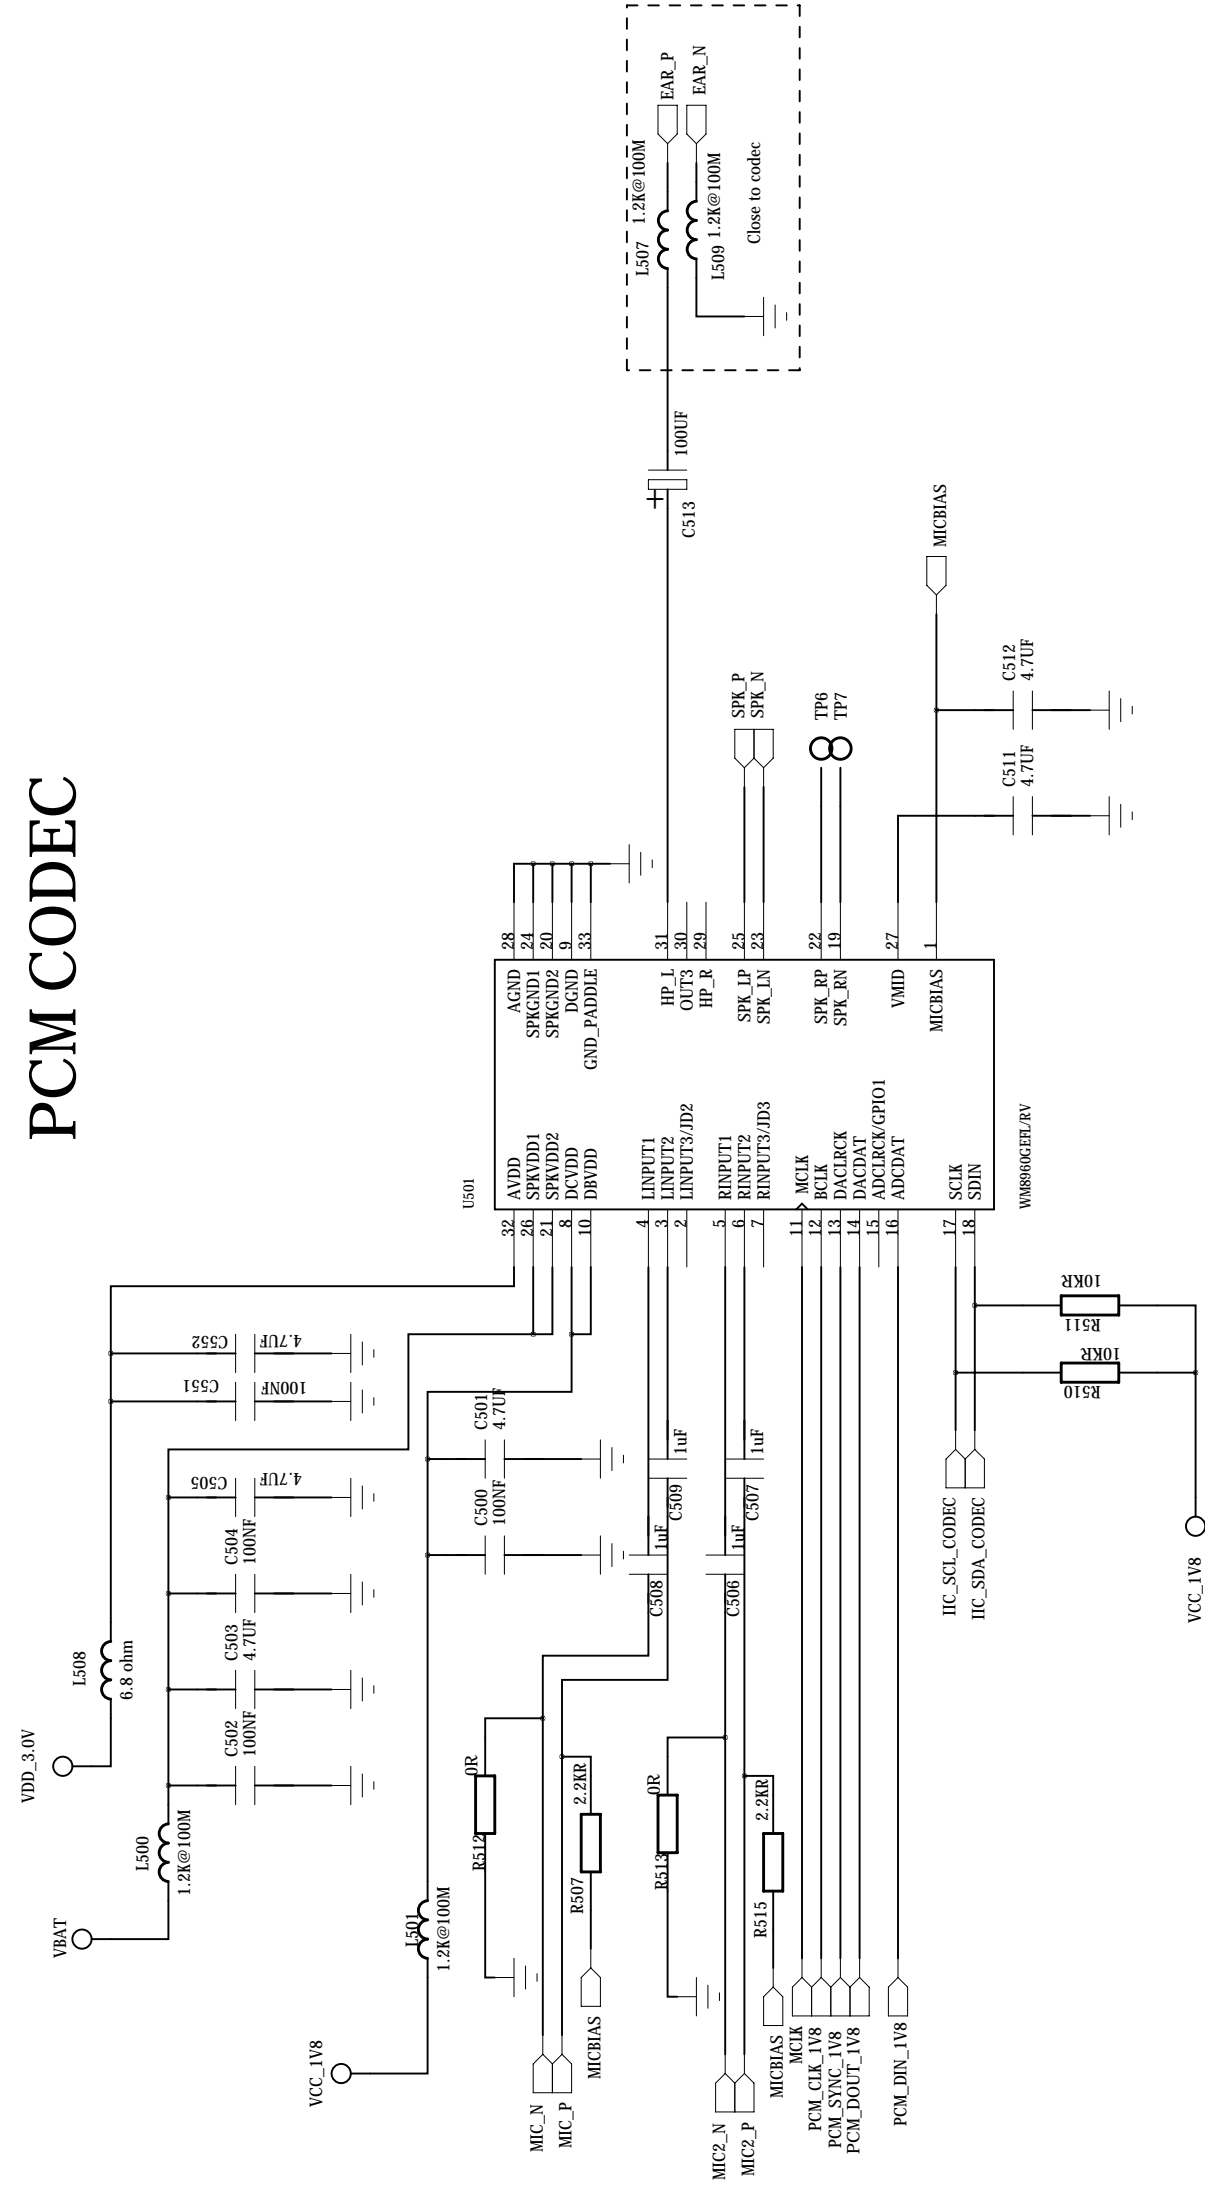 PCM CODEC
VDD_3.0V
L508
6.8 ohm
C551
100NF
C552
4.7UF
VBAT
L500
1.2K@100M
C502
100NF
C503
4.7UF
C504
100NF
C505
4.7UF
VCC_1V8
L501
1.2K@100M
C500
100NF
C501
4.7UF
U501
32
AVDD
26
SPKVDD1
21
SPKVDD2
8
DCVDD
10
DBVDD
4
LINPUT1
3
LINPUT2
2
LINPUT3/JD2
5
RINPUT1
6
RINPUT2
7
RINPUT3/JD3
11
MCLK
12
BCLK
13
DACLRCK
14
DACDAT
15
ADCLRCK/GPIO1
16
ADCDAT
17
SCLK
18
SDIN
AGND
28
SPKGND1
24
SPKGND2
20
DGND
9
GND_PADDLE
33
HP_L
31
OUT3
30
HP_R
29
SPK_LP
25
SPK_LN
23
SPK_RP
22
SPK_RN
19
VMID
27
MICBIAS
1
WM8960GEFL/RV
R512
0R
MIC_N
MIC_P
R507
2.2KR
MICBIAS
C508
1uF
C509
1uF
R513
0R
MIC2_N
MIC2_P
R515
2.2KR
MICBIAS
C506
1uF
C507
1uF
MCLK
PCM_CLK_1V8
PCM_SYNC_1V8
PCM_DOUT_1V8
PCM_DIN_1V8
IIC_SCL_CODEC
IIC_SDA_CODEC
R510
10KR
R511
10KR
VCC_1V8
C513
100UF
L507
1.2K@100M
EAR_P
EAR_N
L509
1.2K@100M
Close to codec
SPK_P
SPK_N
TP6
TP7
MICBIAS
C511
4.7UF
C512
4.7UF